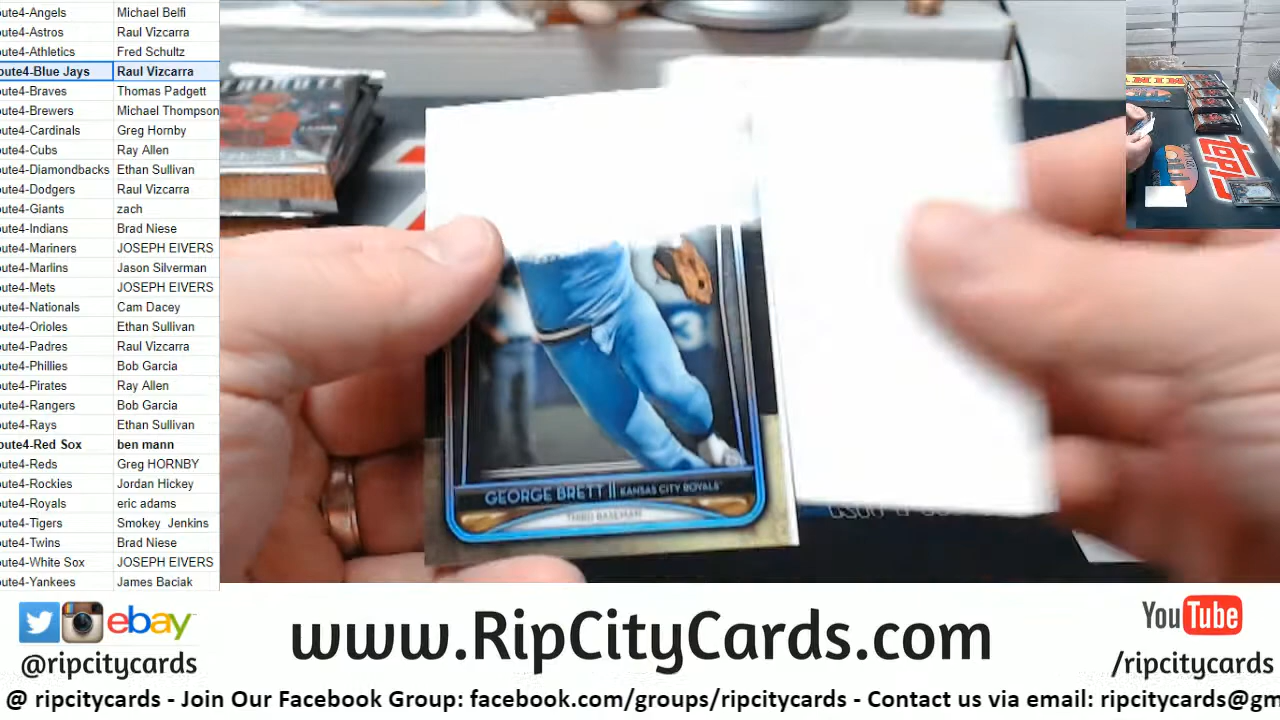 oute4-Angels Michael Belfi
oute4-Astros Raul Vizcarra
oute4-Athletics Fred Schultz
oute4-Blue Jays Raul Vizcarra
oute4-Braves Thomas Padgett
oute4-Brewers Michael Thompson
oute4-Cardinals Greg Hornby
oute4-Cubs Ray Allen
oute4-Diamondbacks Ethan Sullivan
oute4-Dodgers Raul Vizcarra
oute4-Giants zach
oute4-Indians Brad Niese
oute4-Mariners JOSEPH EIVERS
oute4-Marlins Jason Silverman
oute4-Mets JOSEPH EIVERS
oute4-Nationals Cam Dacey
oute4-Orioles Ethan Sullivan
oute4-Padres Raul Vizcarra
oute4-Phillies Bob Garcia
oute4-Pirates Ray Allen
oute4-Rangers Bob Garcia
oute4-Rays Ethan Sullivan
oute4-Red Sox ben mann
oute4-Reds Greg HORNBY
oute4-Rockies Jordan Hickey
oute4-Royals eric adams
oute4-Tigers Smokey Jenkins
oute4-Twins Brad Niese
oute4-White Sox JOSEPH EIVERS
oute4-Yankees James Baciak
TRIBUTE
3
GEORGE BRETT || KANSAS CITY ROYALS
THIRD BASEMAN
ebay
@ripcitycards
www.RipCityCards.com
YouTube
/ripcitycards
@ ripcitycards - Join Our Facebook Group: facebook.com/groups/ripcitycards - Contact us via email: ripcitycards@gm